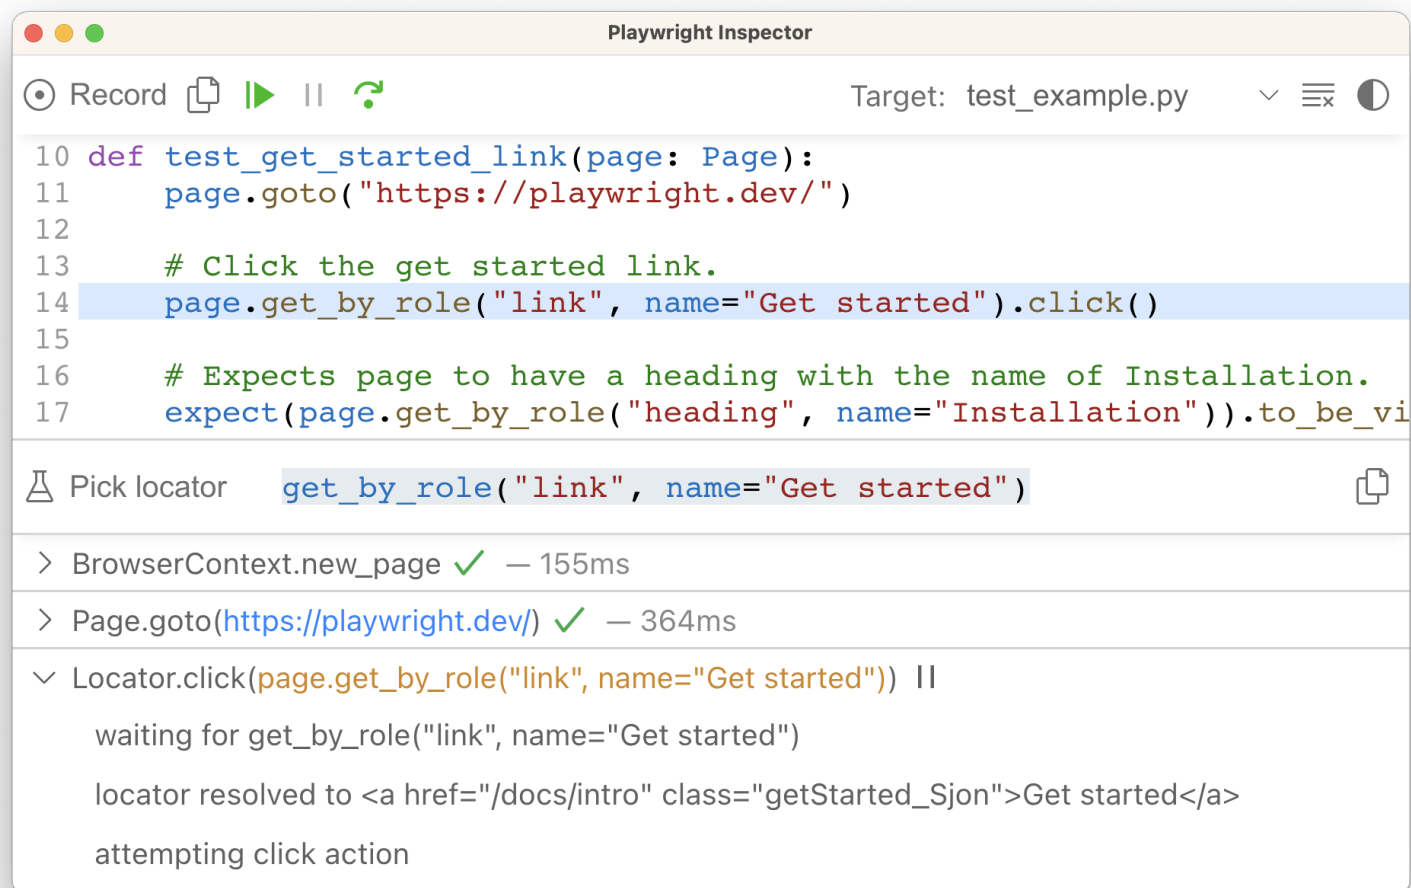 Playwright Inspector
Record
Target: test_example.py
10 def test_get_started_link(page: Page):
11     page.goto("https://playwright.dev/")
12
13     # Click the get started link.
14     page.get_by_role("link", name="Get started").click()
15
16     # Expects page to have a heading with the name of Installation.
17     expect(page.get_by_role("heading", name="Installation")).to_be_vi
Pick locator get_by_role("link", name="Get started")
BrowserContext.new_page — 155ms
Page.goto(https://playwright.dev/) — 364ms
Locator.click(page.get_by_role("link", name="Get started"))
waiting for get_by_role("link", name="Get started")
locator resolved to <a href="/docs/intro" class="getStarted_Sjon">Get started</a>
attempting click action